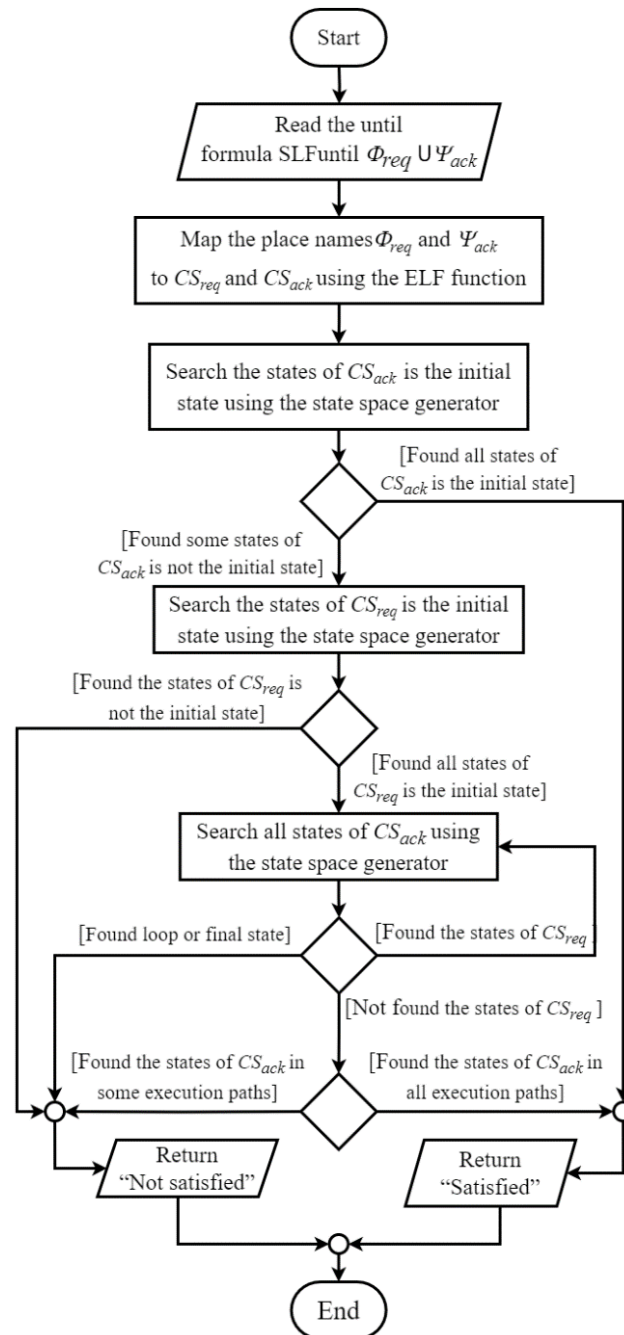 Start
Read the until
formula SLFuntil Φreq U Ψack
Map the place names Φreq and Ψack
to CSreq and CSack using the ELF function
Search the states of CSack is the initial
state using the state space generator
[Found all states of
CSack is the initial state]
[Found some states of
CSack is not the initial state]
Search the states of CSreq is the initial
state using the state space generator
[Found the states of CSreq is
not the initial state]
[Found all states of
CSreq is the initial state]
Search all states of CSack using
the state space generator
[Found loop or final state]
[Found the states of CSreq ]
[Not found the states of CSreq ]
[Found the states of CSack in
some execution paths]
[Found the states of CSack in
all execution paths]
Return
“Not satisfied”
Return
“Satisfied”
End